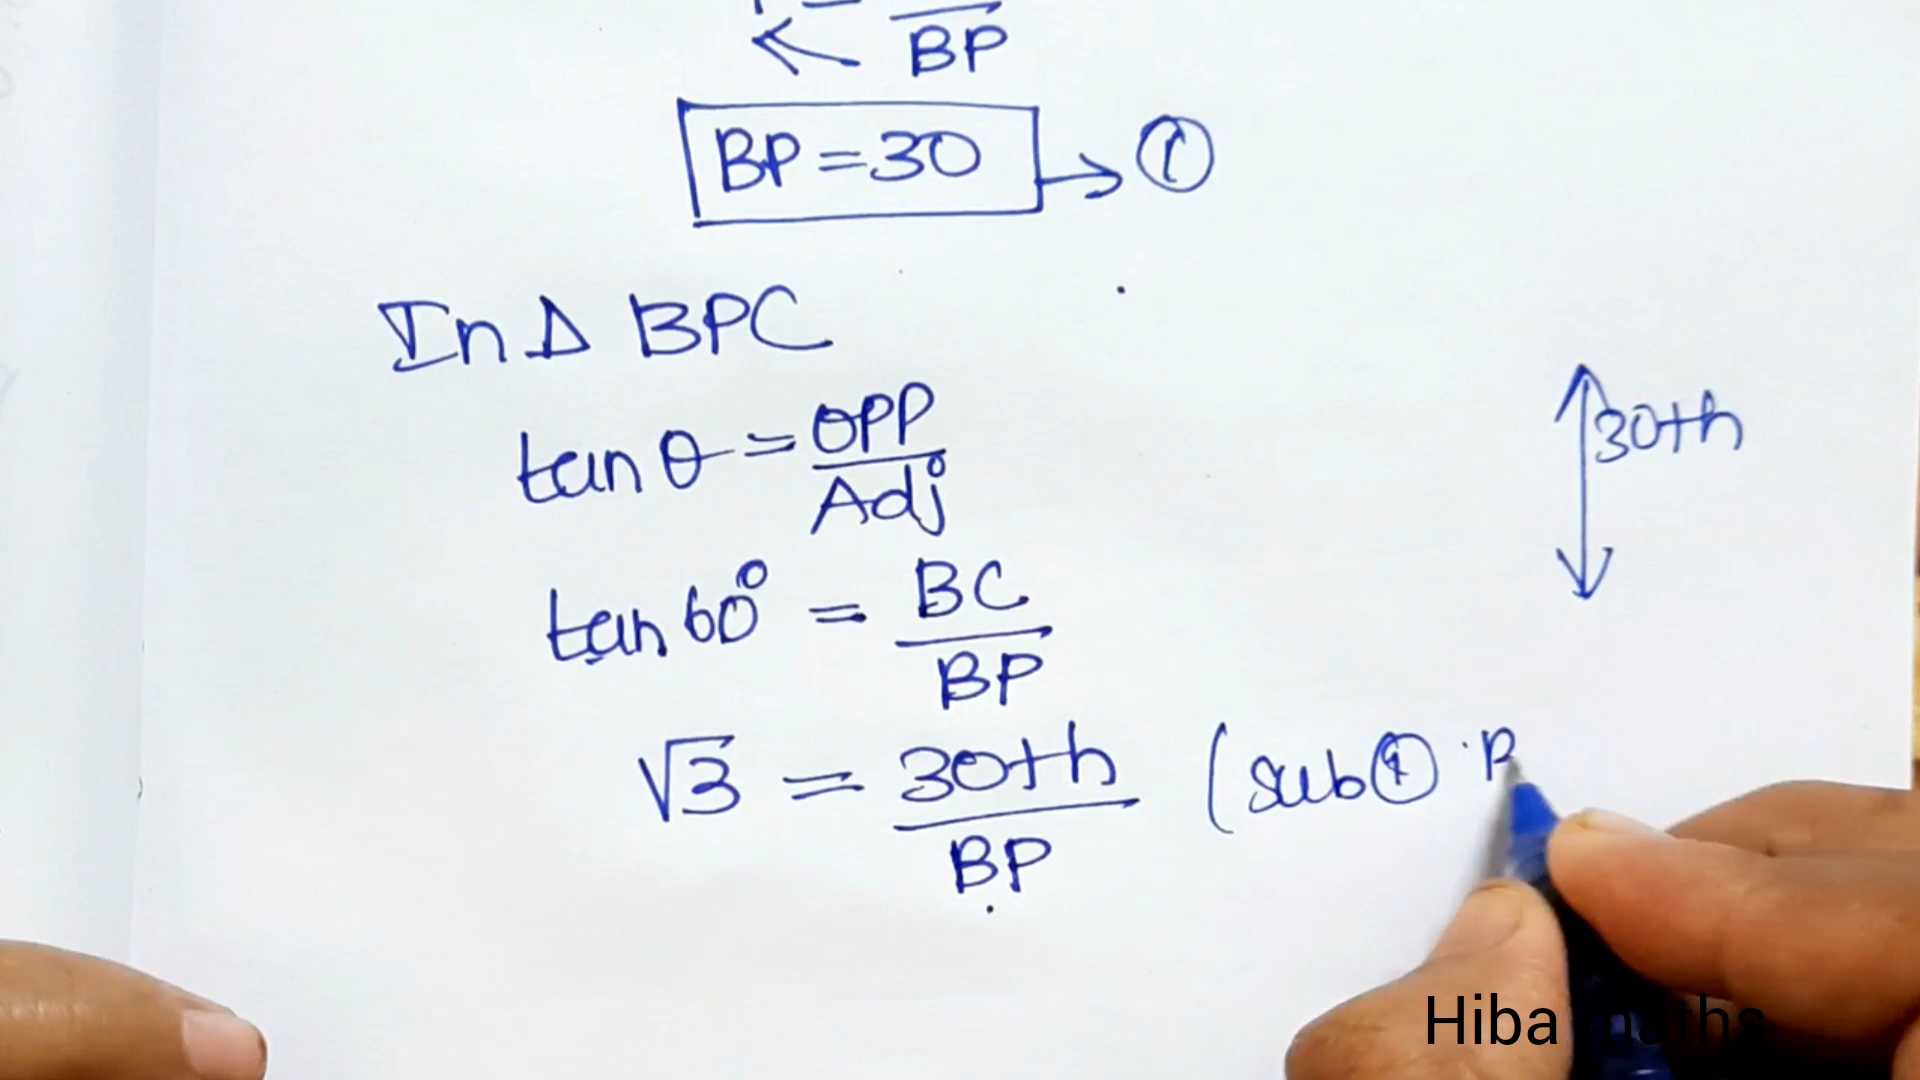 BP
BP = 30 → ①
In Δ BPC
tan θ = OPP
Adj
30+h
tan 60° = BC
BP
√3 = 30+h (sub ①
BP
Hiba maths